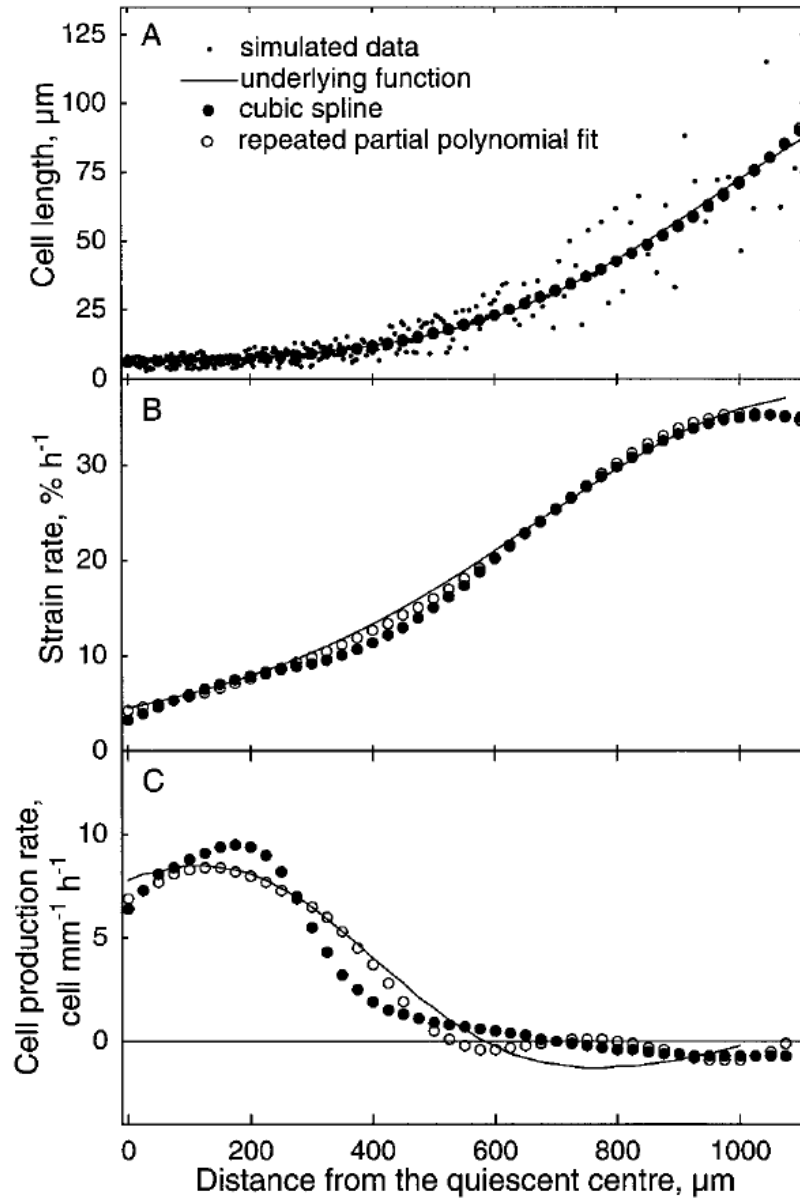 A
simulated data
underlying function
cubic spline
repeated partial polynomial fit
Cell length, µm
125
100
75
50
25
0
B
Strain rate, % h-1
30
20
10
0
C
Cell production rate,
cell mm-1 h-1
10
5
0
0 200 400 600 800 1000
Distance from the quiescent centre, µm